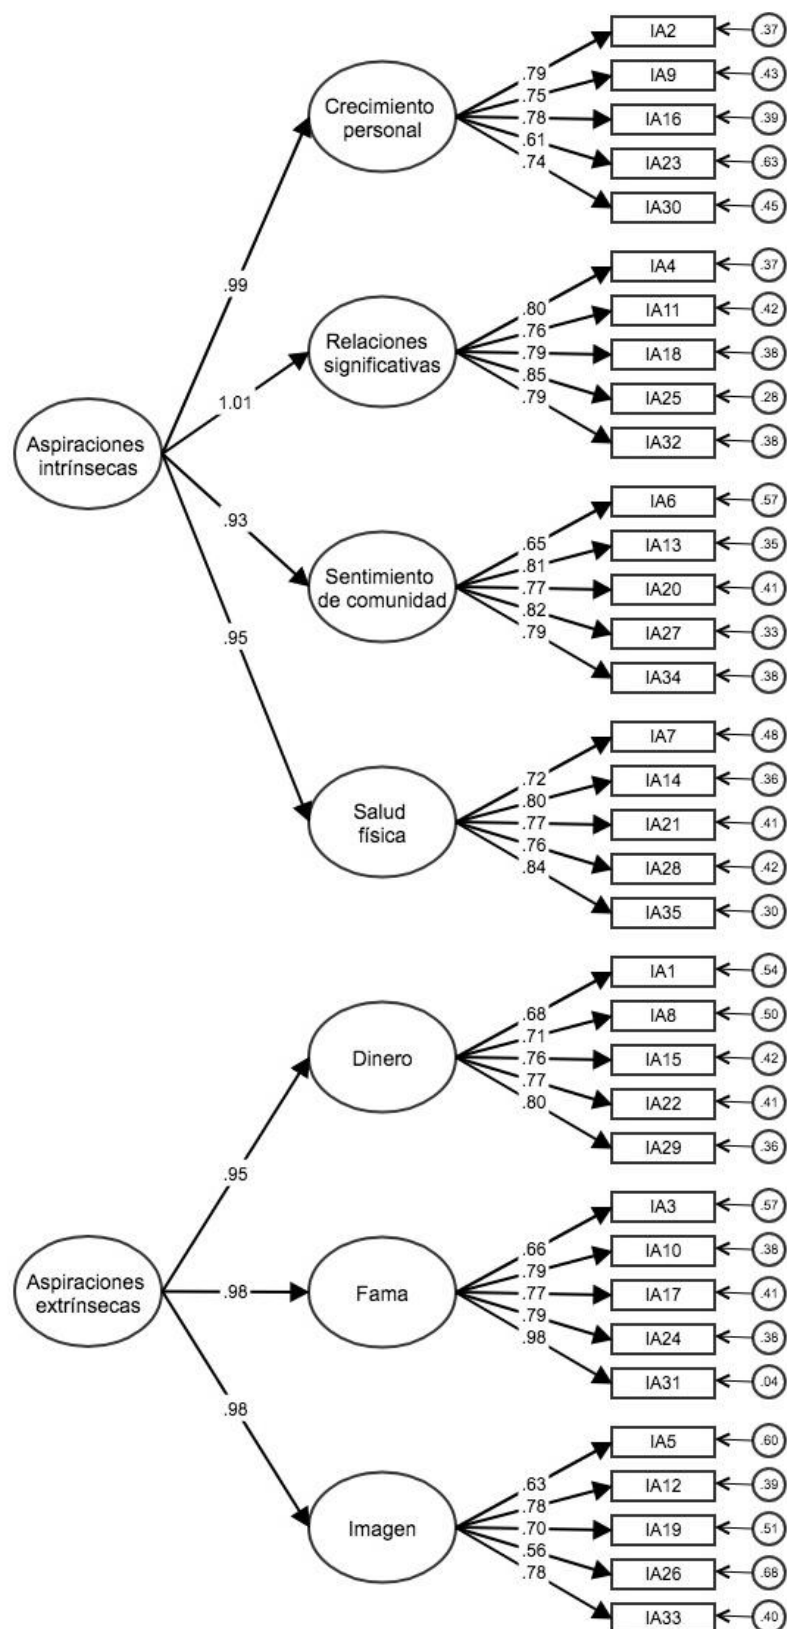 IA2
.37
.79
IA9
.43
.75
Crecimiento
personal
.78
IA16
.39
.61
IA23
.63
.74
IA30
.45
IA4
.37
.99
.80
IA11
.42
.76
Relaciones
significativas
.79
IA18
.38
.85
IA25
.28
.79
1.01
IA32
.38
Aspiraciones
intrínsecas
IA6
.57
.93
.65
IA13
.35
.81
Sentimiento
de comunidad
.77
IA20
.41
.82
IA27
.33
.79
.95
IA34
.38
IA7
.48
.72
IA14
.36
.80
Salud
física
.77
IA21
.41
.76
IA28
.42
.84
IA35
.30
IA1
.54
.68
IA8
.50
.71
Dinero
.76
IA15
.42
.77
IA22
.41
.80
IA29
.36
.95
IA3
.57
.66
IA10
.38
.79
Aspiraciones
extrínsecas
.98
Fama
.77
IA17
.41
.79
IA24
.38
.98
IA31
.04
.98
IA5
.60
.63
IA12
.39
.78
Imagen
.70
IA19
.51
.56
IA26
.68
.78
IA33
.40